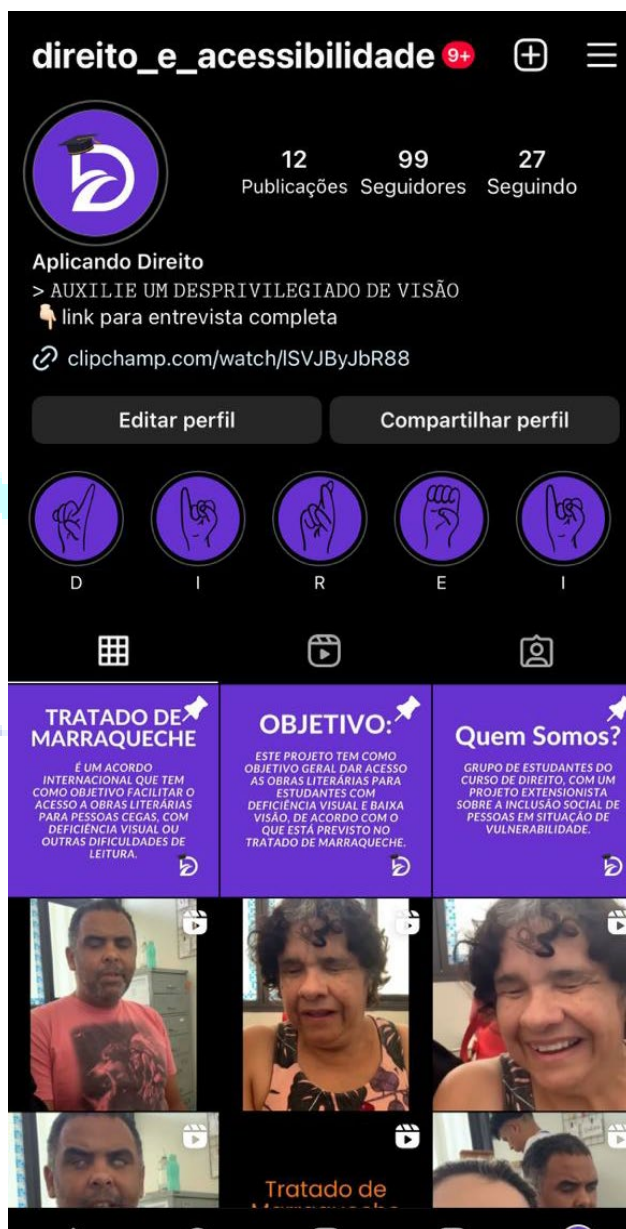 direito_e_acessibilidade 9+
12 99 27
Publicações Seguidores Seguindo
Aplicando Direito
> AUXILIE UM DESPRIVILEGIADO DE VISÃO
link para entrevista completa
clipchamp.com/watch/lSVJByJbR88
Editar perfil Compartilhar perfil
D I R E I
TRATADO DE
MARRAQUECHE
É UM ACORDO
INTERNACIONAL QUE TEM
COMO OBJETIVO FACILITAR O
ACESSO A OBRAS LITERÁRIAS
PARA PESSOAS CEGAS, COM
DEFICIÊNCIA VISUAL OU
OUTRAS DIFICULDADES DE
LEITURA.
OBJETIVO:
ESTE PROJETO TEM COMO
OBJETIVO GERAL DAR ACESSO
AS OBRAS LITERÁRIAS PARA
ESTUDANTES COM
DEFICIÊNCIA VISUAL E BAIXA
VISÃO, DE ACORDO COM O
QUE ESTÁ PREVISTO NO
TRATADO DE MARRAQUECHE.
Quem Somos?
GRUPO DE ESTUDANTES DO
CURSO DE DIREITO, COM UM
PROJETO EXTENSIONISTA
SOBRE A INCLUSÃO SOCIAL DE
PESSOAS EM SITUAÇÃO DE
VULNERABILIDADE.
Tratado de